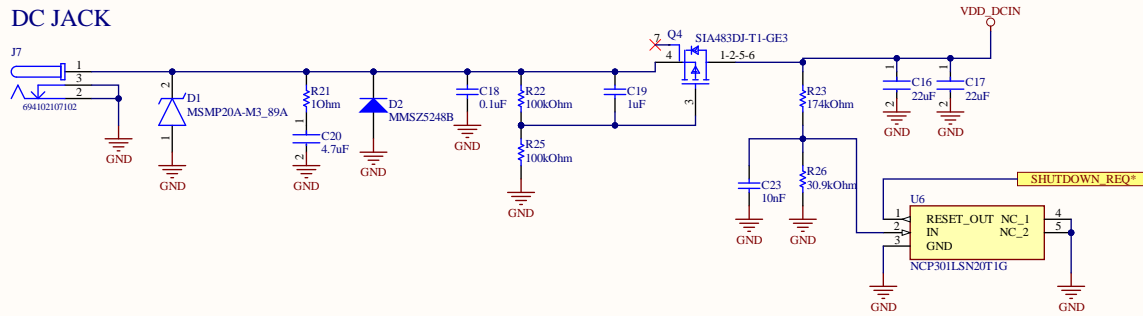 DC JACK
VDD_DCIN
J7
1
3
2
694102107102
2
D1
MSMP20A-M3_89A
1
GND
GND
R21
1Ohm
1
C20
4.7uF
2
GND
D2
MMSZ5248B
GND
C18
0.1uF
GND
R22
100kOhm
R25
100kOhm
GND
C19
1uF
7
Q4
SIA483DJ-T1-GE3
4
1-2-5-6
3
R23
174kOhm
1
C16
22uF
2
GND
1
C17
22uF
2
GND
C23
10nF
GND
R26
30.9kOhm
GND
SHUTDOWN_REQ*
U6
1 RESET_OUT NC_1 4
2 IN NC_2 5
3 GND
NCP301LSN20T1G
GND
GND